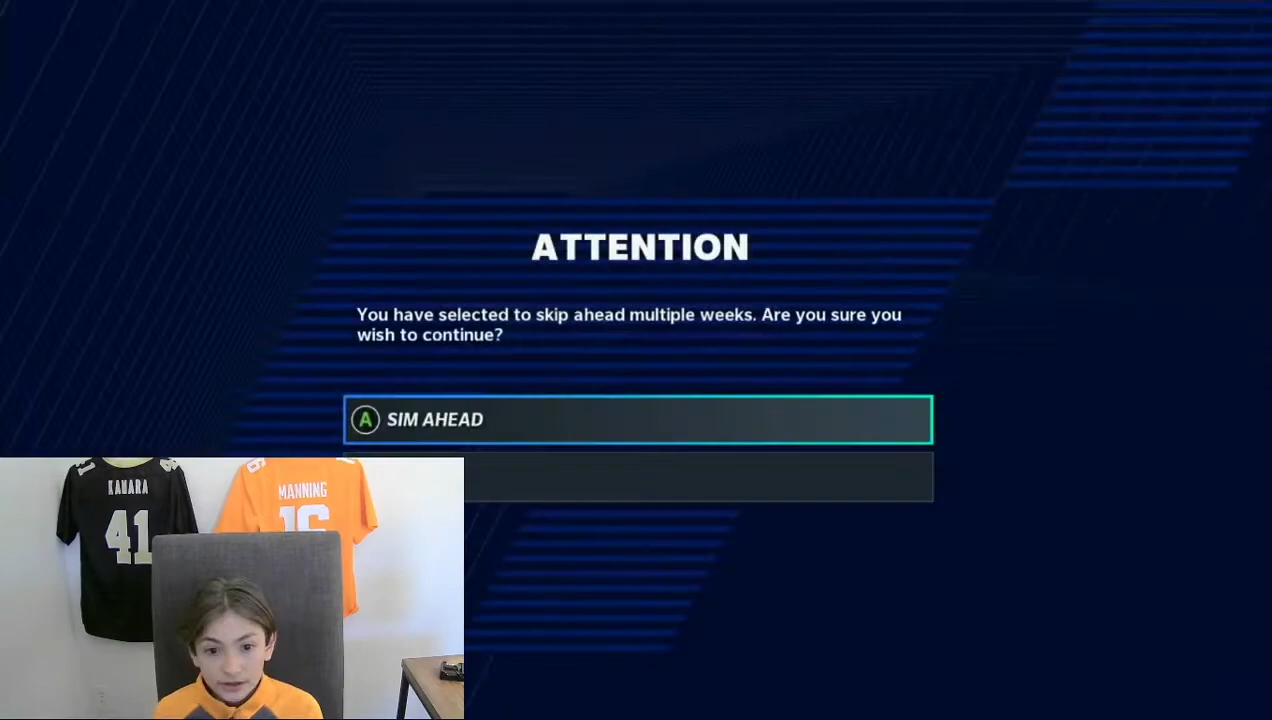 ATTENTION
You have selected to skip ahead multiple weeks. Are you sure you
wish to continue?
A SIM AHEAD
KAMARA
41
MANNING
16